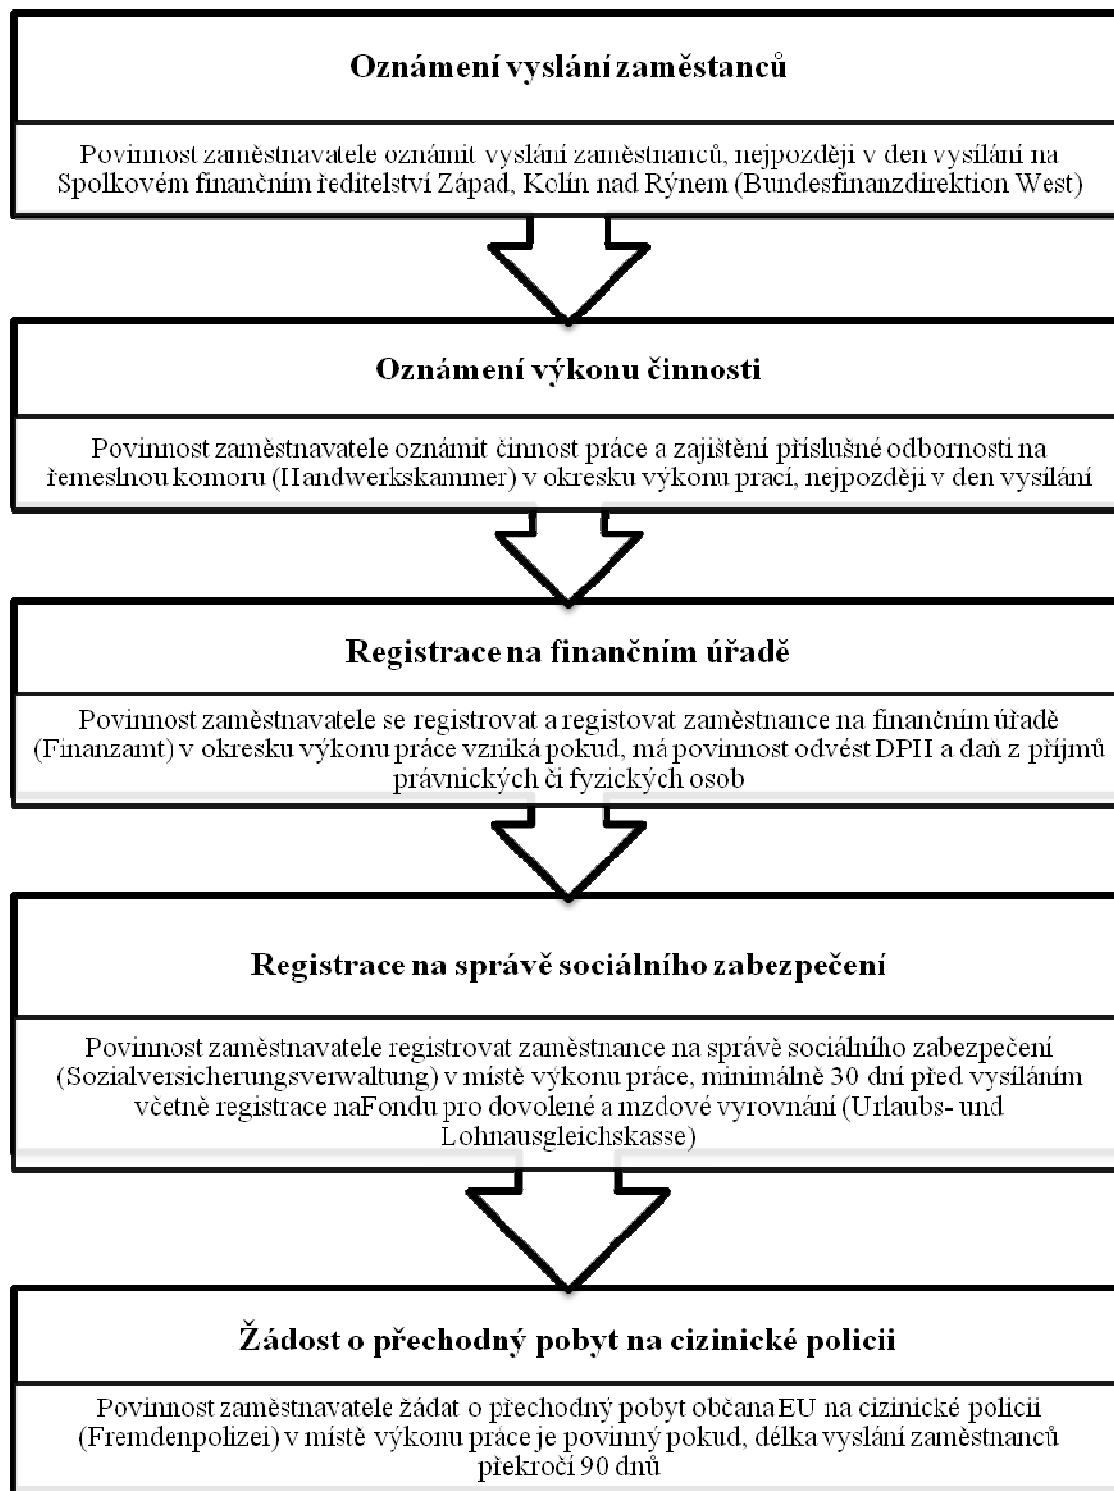 Oznámení vyslání zaměstanců
Povinnost zaměstnavatele oznámit vyslání zaměstnanců, nejpozději v den vysílání na
Spolkovém finančním ředitelství Západ, Kolín nad Rýnem (Bundesfinanzdirektion West)
Oznámení výkonu činnosti
Povinnost zaměstnavatele oznámit činnost práce a zajištění příslušné odbornosti na
řemeslnou komoru (Handwerkskammer) v okresku výkonu prací, nejpozději v den vysílání
Registrace na finančním úřadě
Povinnost zaměstnavatele se registrovat a registovat zaměstnance na finančním úřadě
(Finanzamt) v okresku výkonu práce vzniká pokud, má povinnost odvést DPH a daň z příjmů
právnických či fyzických osob
Registrace na správě sociálního zabezpečení
Povinnost zaměstnavatele registrovat zaměstnance na správě sociálního zabezpečení
(Sozialversicherungsverwaltung) v místě výkonu práce, minimálně 30 dní před vysíláním
včetně registrace naFondu pro dovolené a mzdové vyrovnání (Urlaubs- und
Lohnausgleichskasse)
Žádost o přechodný pobyt na cizinické policii
Povinnost zaměstnavatele žádat o přechodný pobyt občana EU na cizinické policii
(Fremdenpolizei) v místě výkonu práce je povinný pokud, délka vyslání zaměstnanců
překročí 90 dnů